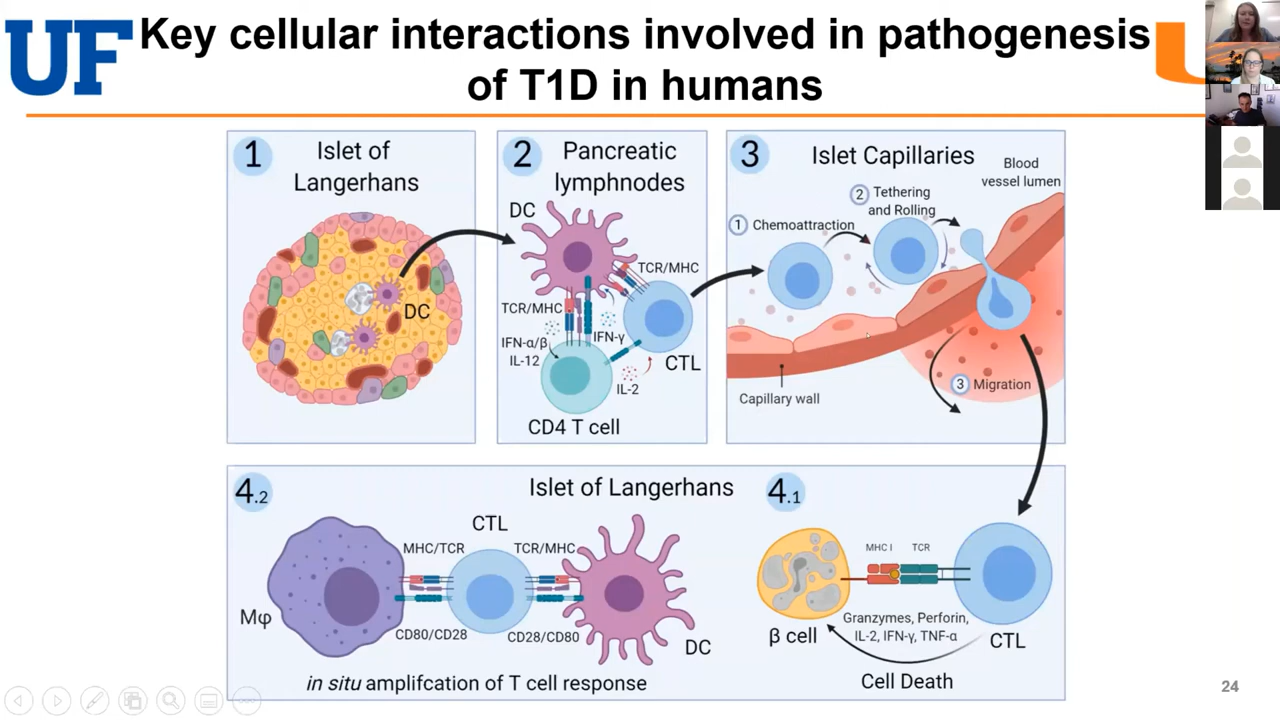 UF
Key cellular interactions involved in pathogenesis
of T1D in humans
1
Islet of
Langerhans
DC
2
Pancreatic
lymphnodes
DC
TCR/MHC
TCR/MHC
IFN-α/β
IL-12
IFN-γ
CTL
IL-2
CD4 T cell
3
Islet Capillaries
Blood
vessel lumen
1 Chemoattraction
2 Tethering
and Rolling
3 Migration
Capillary wall
4.2
Islet of Langerhans
CTL
MHC/TCR
TCR/MHC
Mφ
CD80/CD28
CD28/CD80
DC
in situ amplifcation of T cell response
4.1
MHC I
TCR
β cell
Granzymes, Perforin,
IL-2, IFN-γ, TNF-α
CTL
Cell Death
24